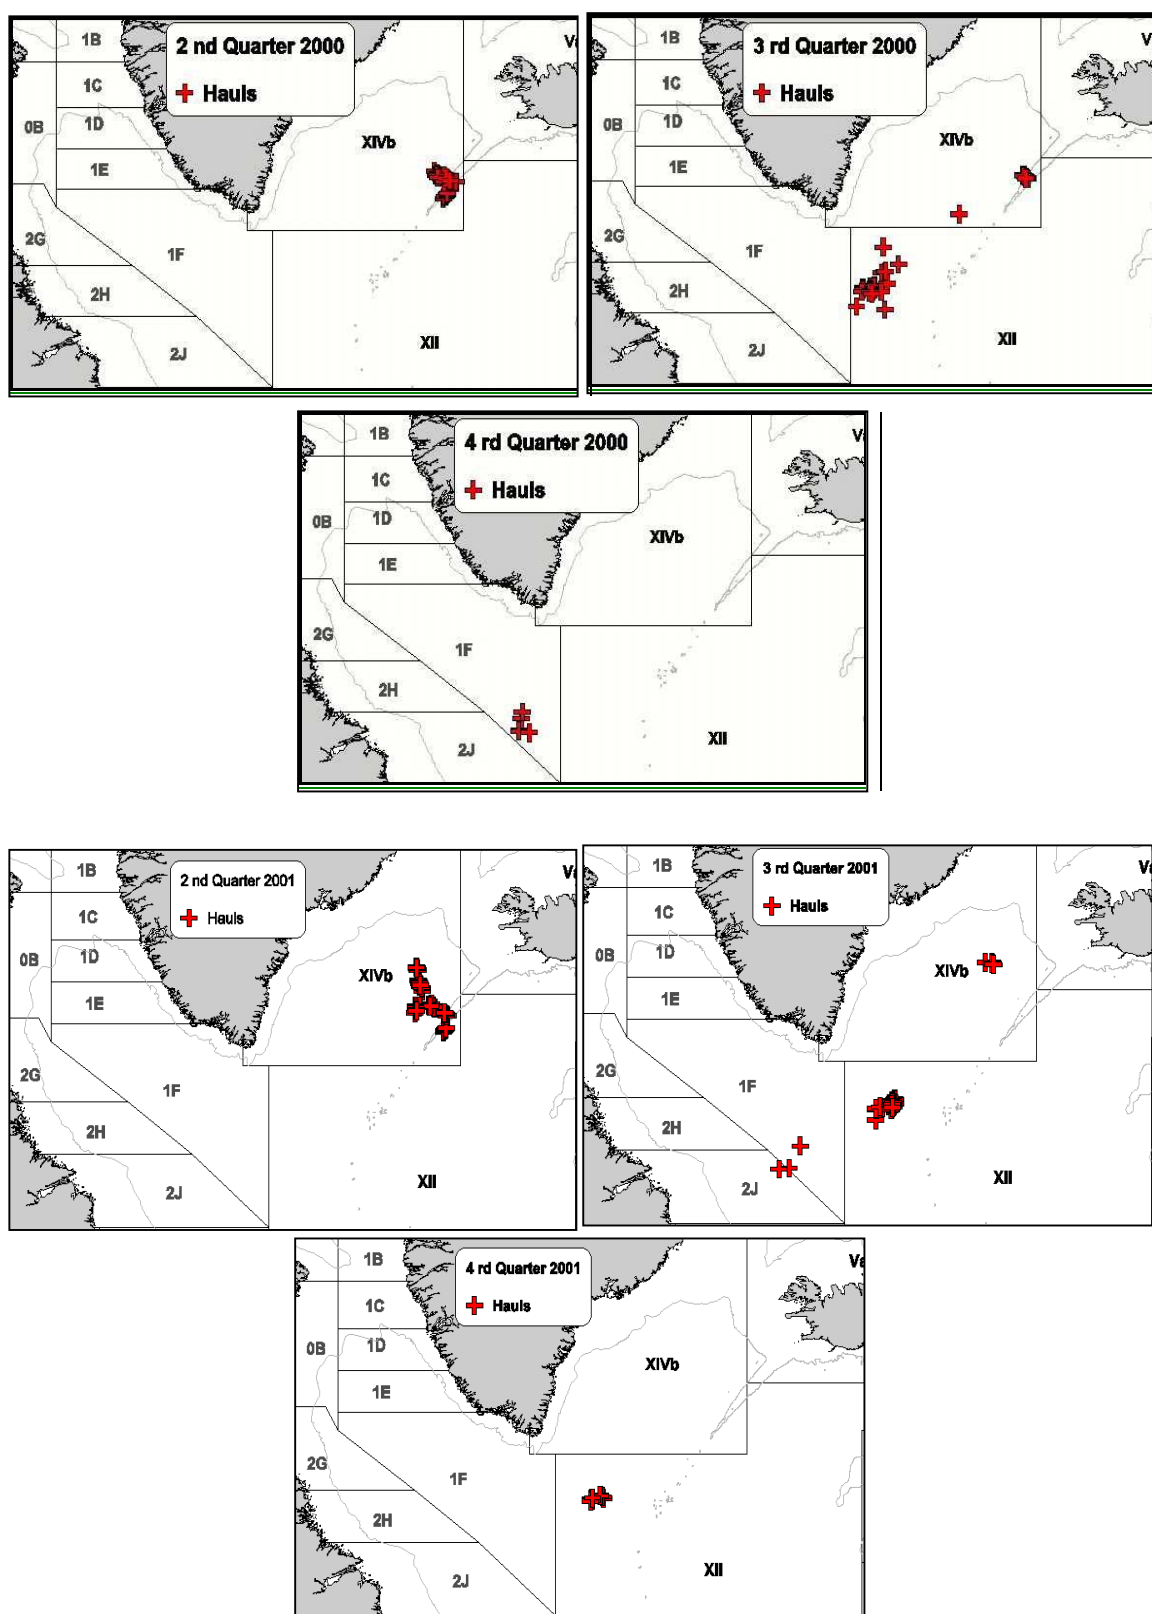 2 nd Quarter 2000
Hauls
1B
1C
0B
1D
1E
XIVb
2G
1F
2H
2J
XII
V
3 rd Quarter 2000
Hauls
1B
1C
0B
1D
1E
XIVb
2G
1F
2H
2J
XII
Va
4 rd Quarter 2000
Hauls
1B
1C
0B
1D
1E
XIVb
2G
1F
2H
2J
XII
V
2 nd Quarter 2001
Hauls
1B
1C
0B
1D
1E
XIVb
2G
1F
2H
2J
XII
Va
3 rd Quarter 2001
Hauls
1B
1C
0B
1D
1E
XIVb
2G
1F
2H
2J
XII
Va
4 rd Quarter 2001
Hauls
1B
1C
0B
1D
1E
XIVb
2G
1F
2H
2J
XII
Va